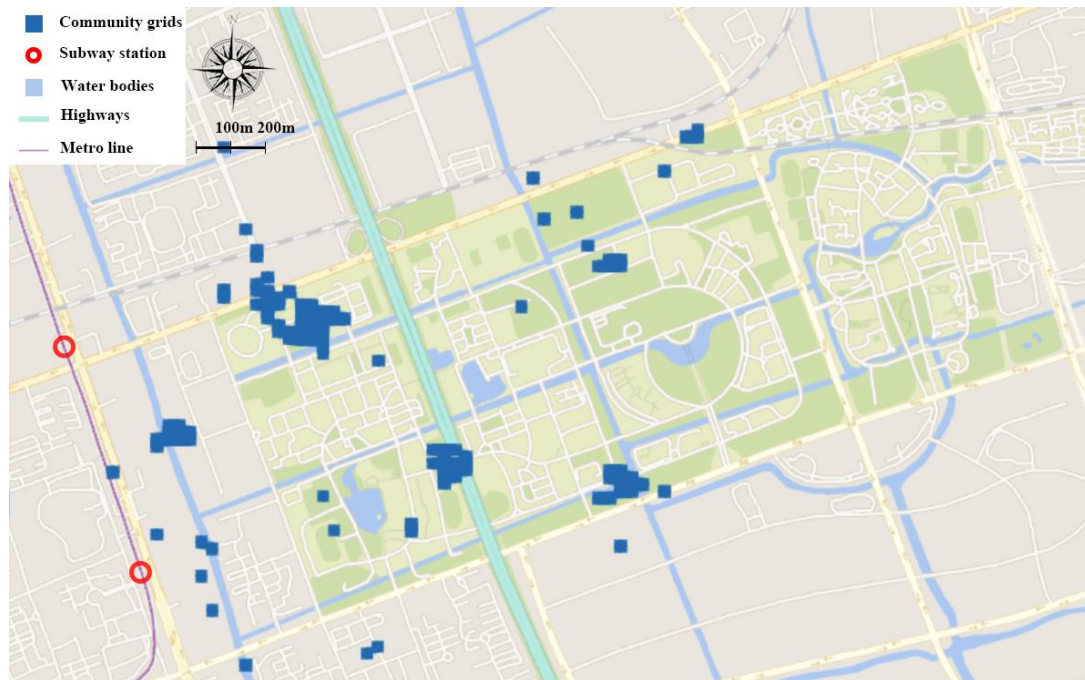 Community grids
Subway station
Water bodies
Highways
Metro line
N
100m 200m